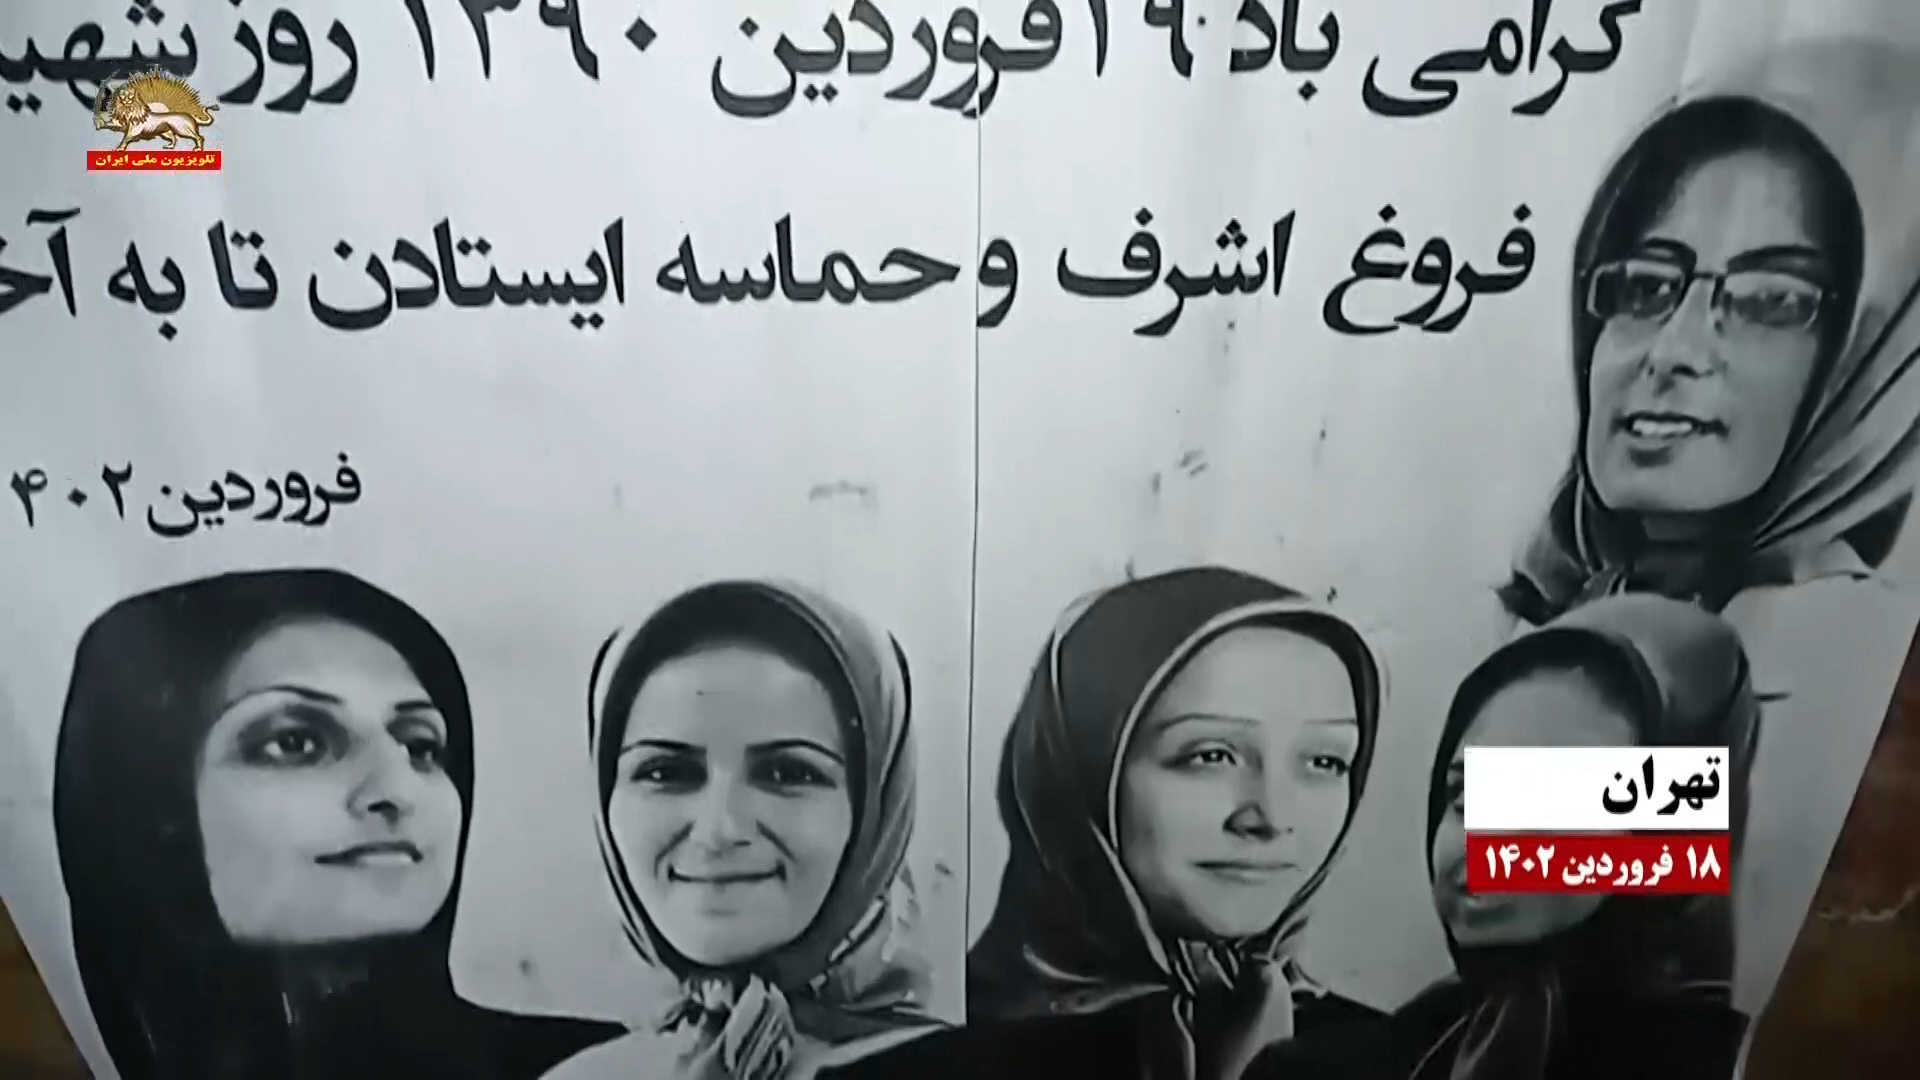 گرامی باد ۱۹ فروردین ۱۳۹۰ روز
فروغ اشرف و حماسه ایستادن تا به
فروردین ۴۰۲
تلویزیون ملی ایران
تهران
۱۸ فروردین ۱۴۰۲